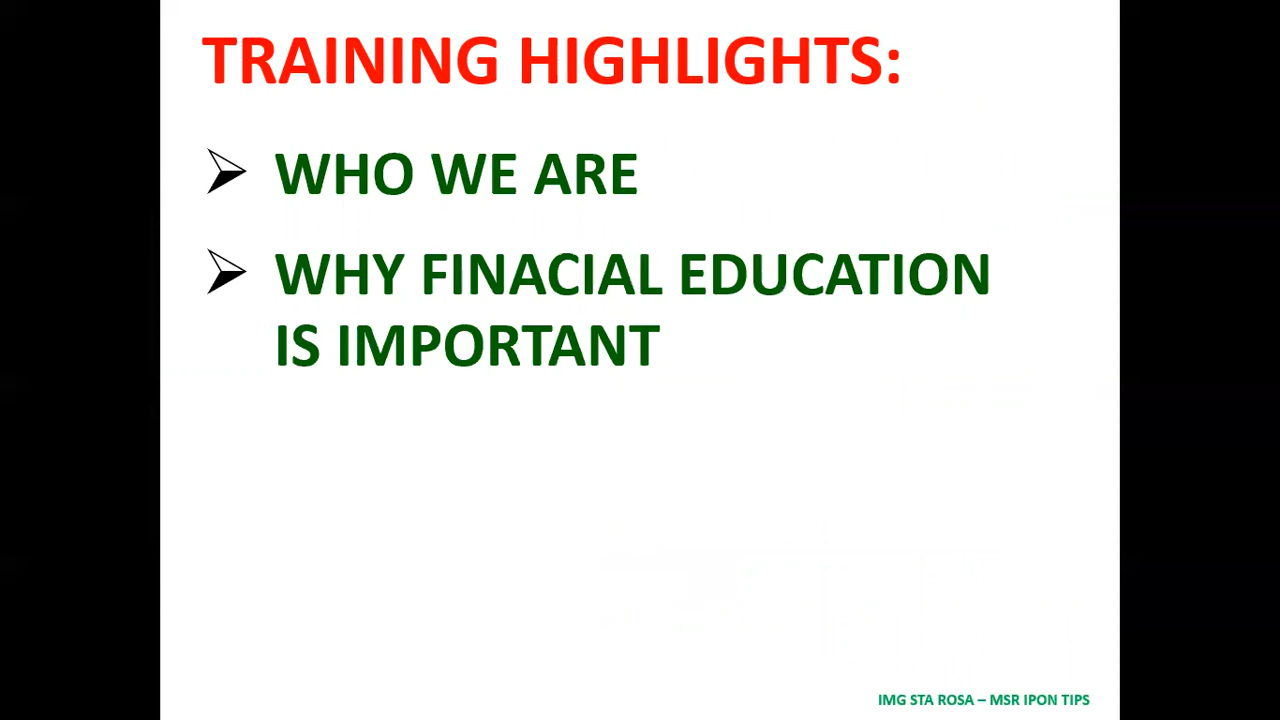 TRAINING HIGHLIGHTS:
WHO WE ARE
WHY FINACIAL EDUCATION
IS IMPORTANT
IMG STA ROSA – MSR IPON TIPS